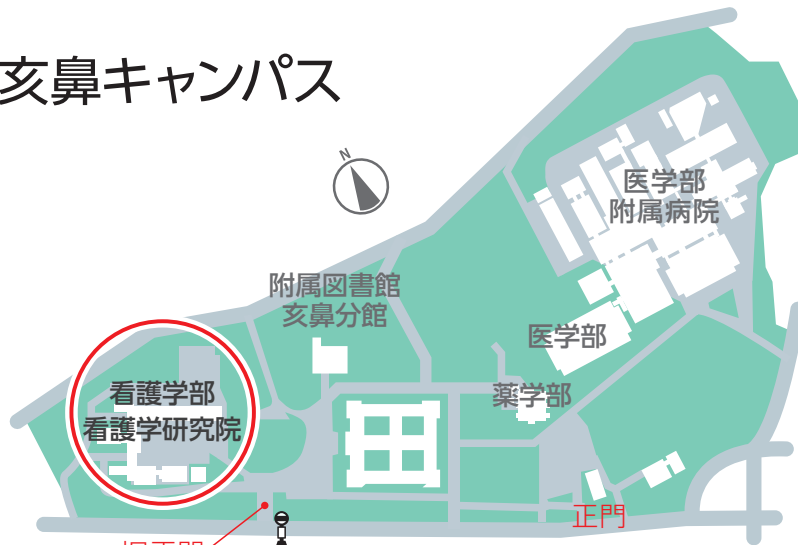 亥鼻キャンパス
N
医学部
附属病院
附属図書館
亥鼻分館
医学部
薬学部
看護学部
看護学研究院
正門